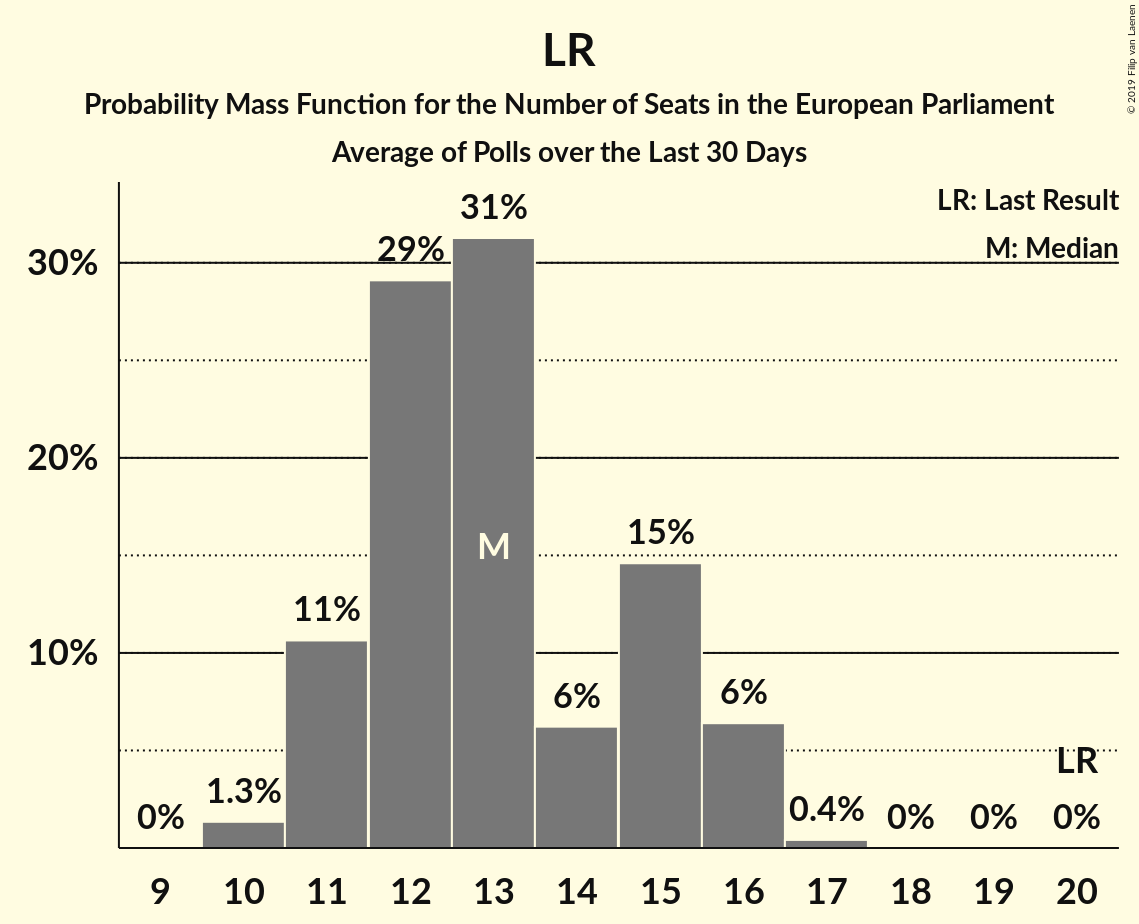 LR
Probability Mass Function for the Number of Seats in the European Parliament
Average of Polls over the Last 30 Days
© 2019 Filip van Laenen
LR: Last Result
M: Median
30%
20%
10%
0%
1.3%
11%
29%
31%
M
6%
15%
6%
0.4%
0%
0%
LR
0%
9 10 11 12 13 14 15 16 17 18 19 20